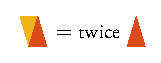 = twice